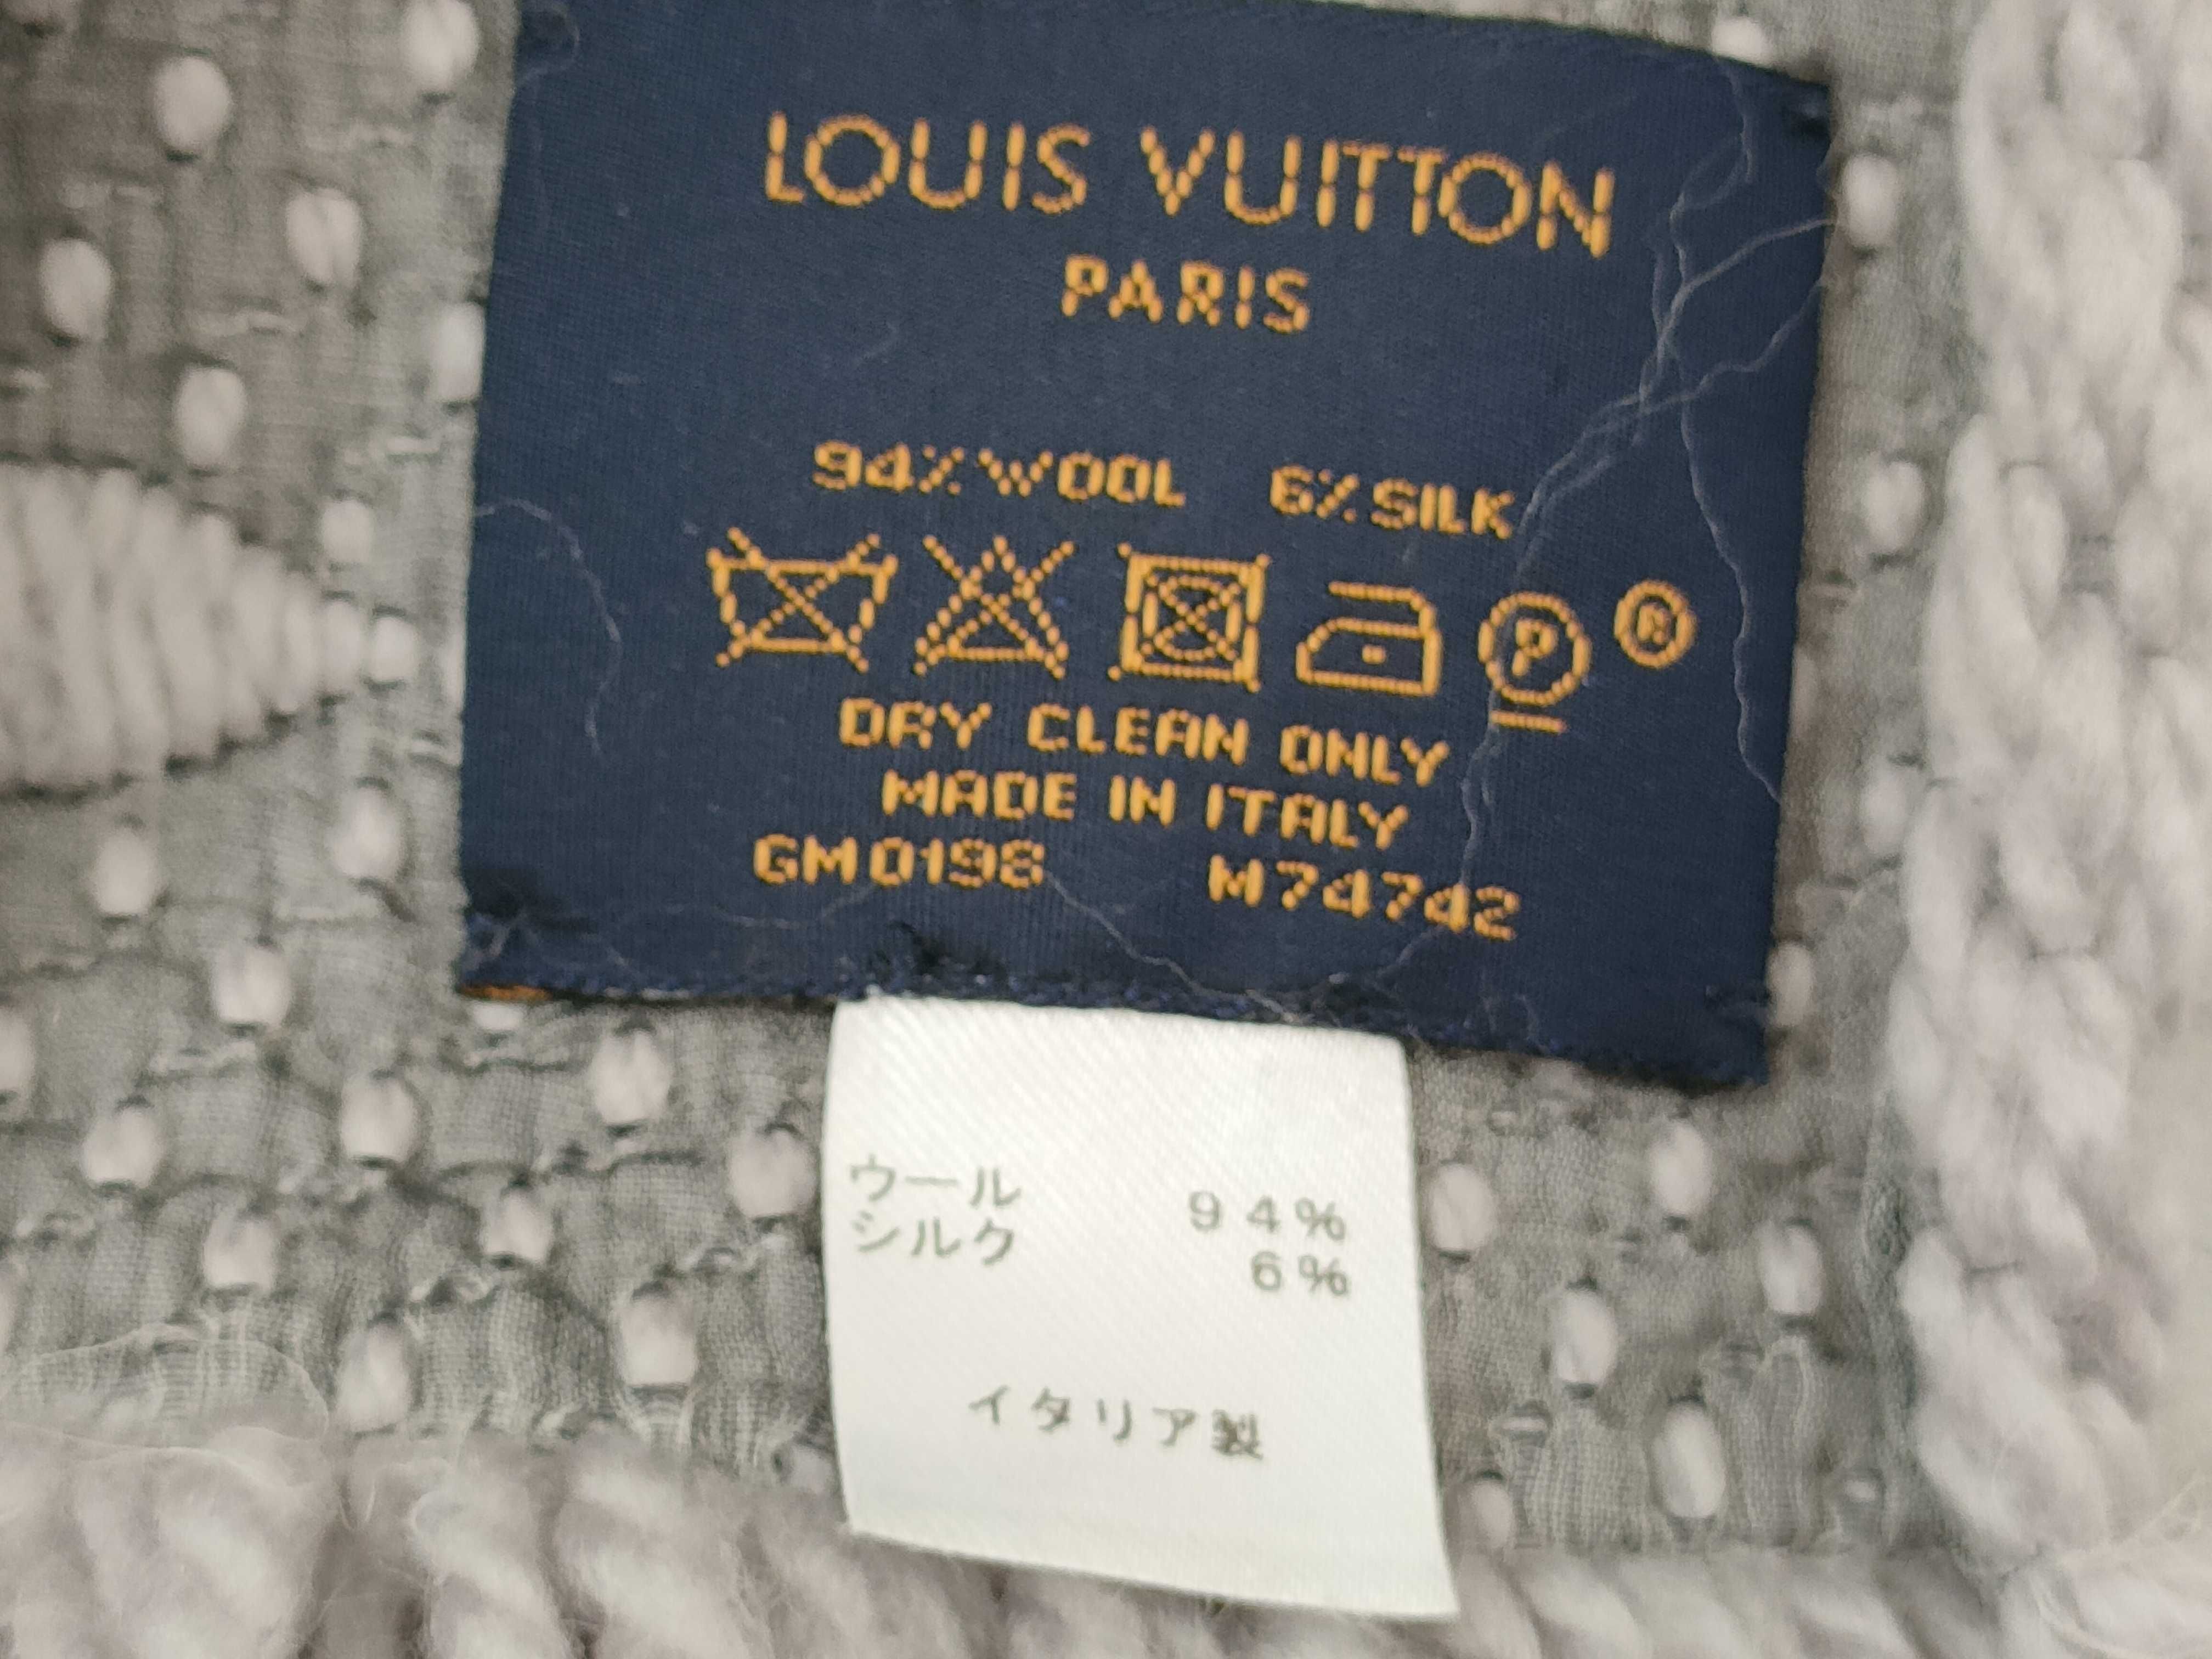 LOUIS VUITTON
PARIS
94% WOOL 6% SILK
P ®
DRY CLEAN ONLY
MADE IN ITALY
GM0198 M74742
ウール 94%
シルク 6%
イタリア製